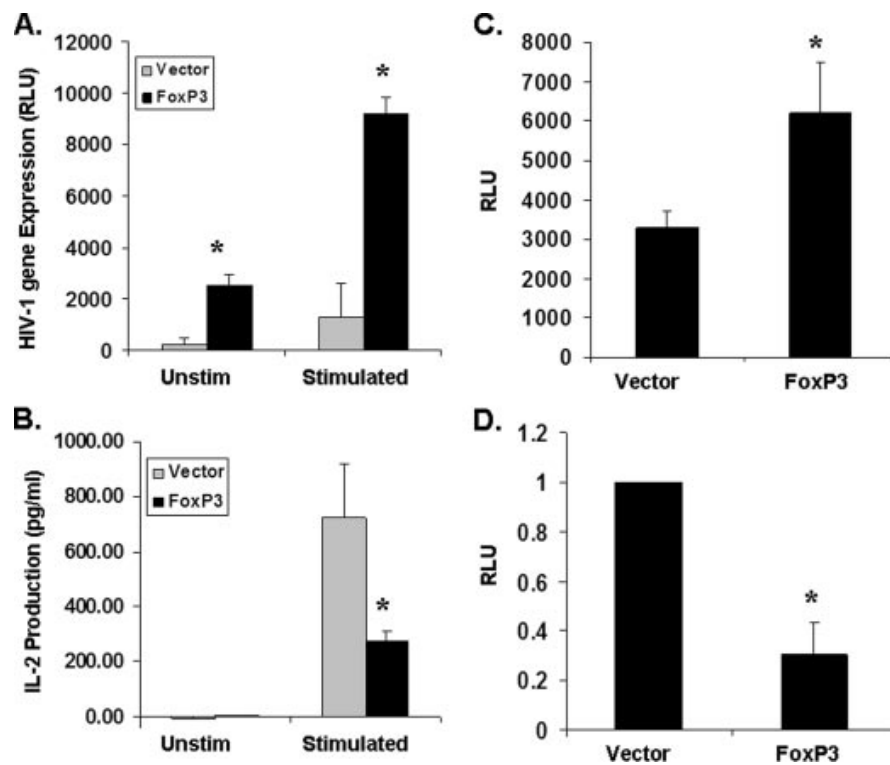 A.
HIV-1 gene Expression (RLU)
12000
10000
8000
6000
4000
2000
0
Vector
FoxP3
*
*
Unstim
Stimulated
C.
RLU
8000
7000
6000
5000
4000
3000
2000
1000
0
*
Vector
FoxP3
B.
IL-2 Production (pg/ml)
1000.00
800.00
600.00
400.00
200.00
0.00
Vector
FoxP3
*
Unstim
Stimulated
D.
RLU
1.2
1
0.8
0.6
0.4
0.2
0
*
Vector
FoxP3